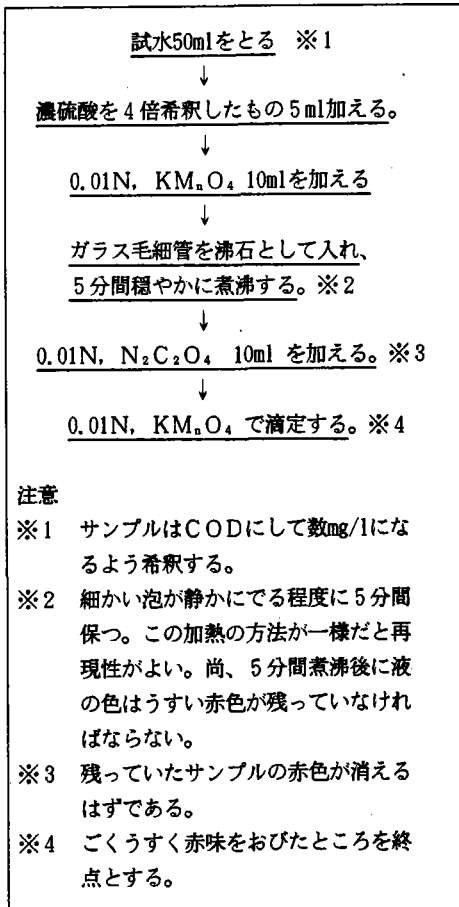 試水50mlをとる ※1
↓
濃硫酸を4倍希釈したもの5ml加える。
↓
0.01N, KMₙO₄ 10mlを加える
↓
ガラス毛細管を沸石として入れ、
5分間穏やかに煮沸する。※2
↓
0.01N, N₂C₂O₄ 10ml を加える。※3
↓
0.01N, KMₙO₄ で滴定する。※4
注意
※1 サンプルはCODにして数mg/lにな
るよう希釈する。
※2 細かい泡が静かにでる程度に5分間
保つ。この加熱の方法が一様だと再
現性がよい。尚、5分間煮沸後に液
の色はうすい赤色が残っていなけれ
ばならない。
※3 残っていたサンプルの赤色が消える
はずである。
※4 ごくうすく赤味をおびたところを終
点とする。